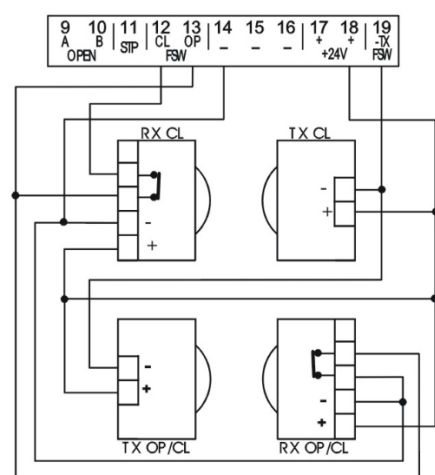 9 10 11 12 13 14 15 16 17 18 19
A B STP CL OP - - - + + -TX
OPEN FSW +24V FSW
RX CL TX CL
-
+
-
+
-
+
-
+
TX OP/CL RX OP/CL